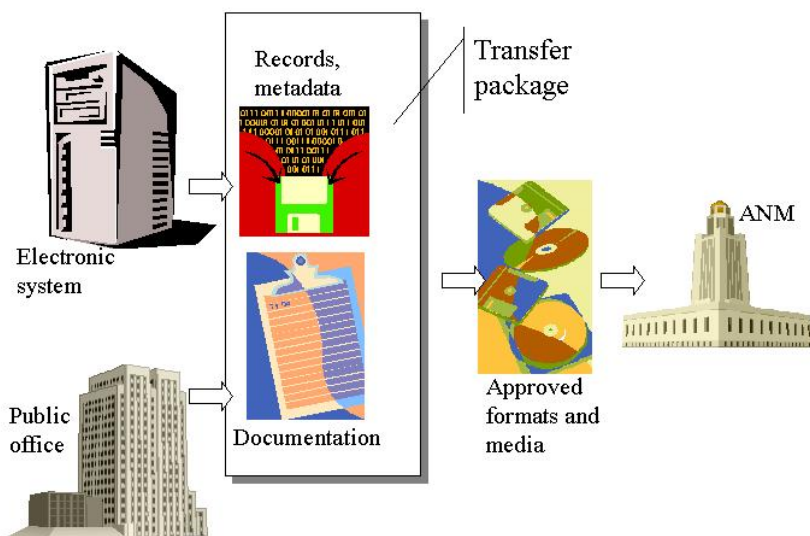 Records,
metadata
Transfer
package
Electronic
system
ANM
Public
office
Documentation
Approved
formats and
media